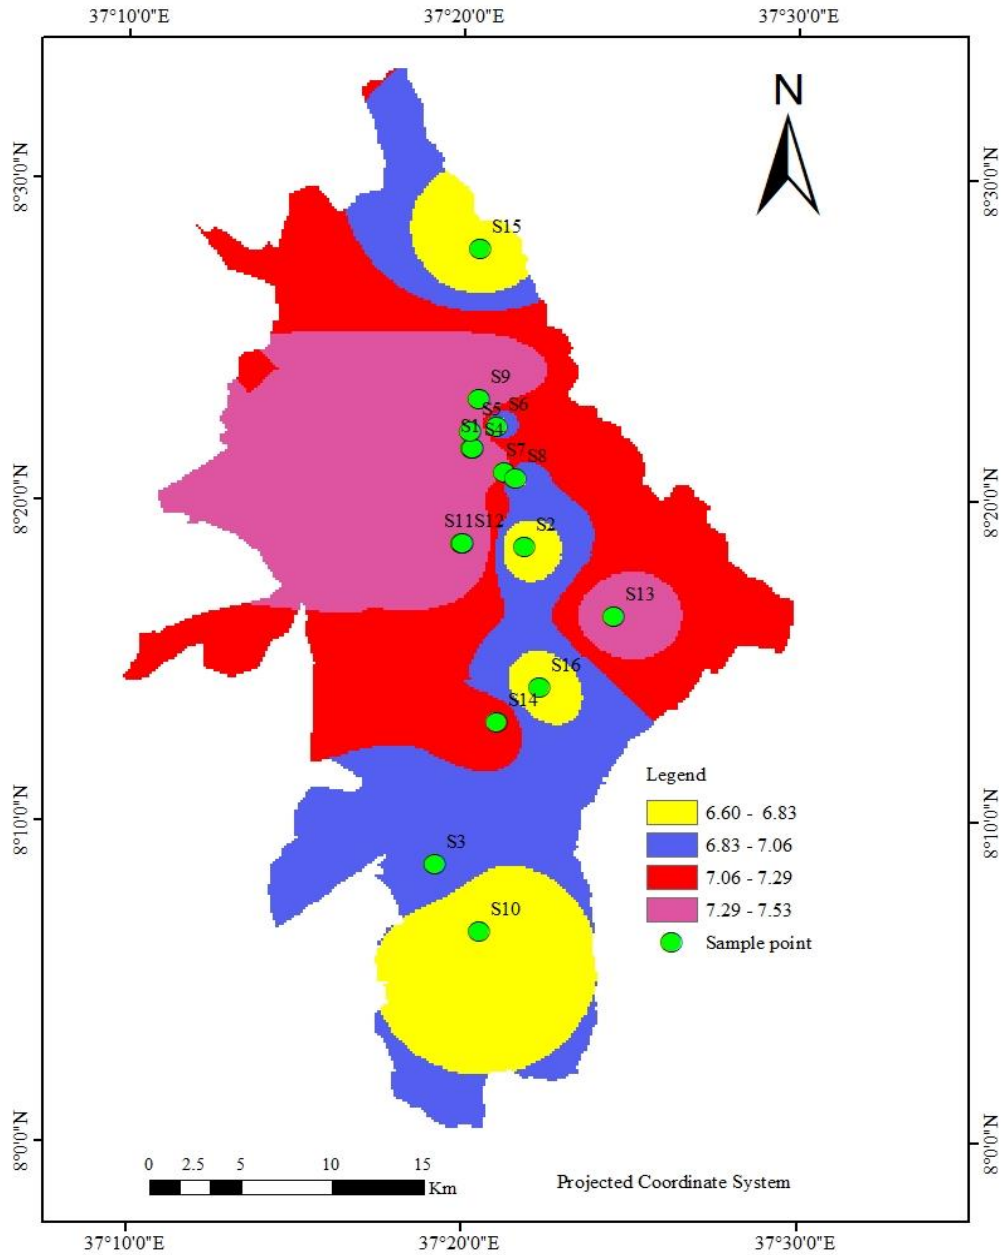 37°10'0"E 37°20'0"E 37°30'0"E
N
8°30'0"N 8°30'0"N
S15
S9
S5 S6
S1 S4
S7 S8
8°20'0"N 8°20'0"N
S11S12 S2
S13
S16
S14
Legend
6.60 - 6.83
8°10'0"N 8°10'0"N
6.83 - 7.06
S3
7.06 - 7.29
7.29 - 7.53
S10
Sample point
8°0'0"N 8°0'0"N
0 2.5 5 10 15
Km
Projected Coordinate System
37°10'0"E 37°20'0"E 37°30'0"E